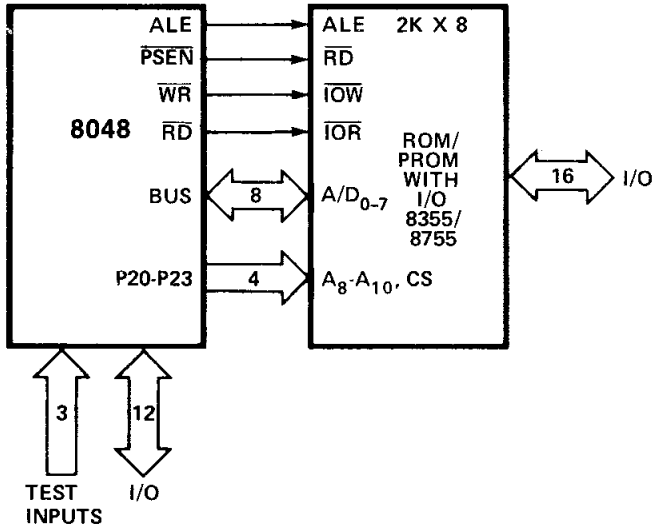 ALE
PSEN
WR
8048
RD
BUS
P20-P23
ALE 2K X 8
RD
IOW
IOR
ROM/
PROM
WITH
I/O
8355/
8755
A/D0-7
A8-A10, CS
8
4
16
I/O
3
12
TEST
INPUTS
I/O